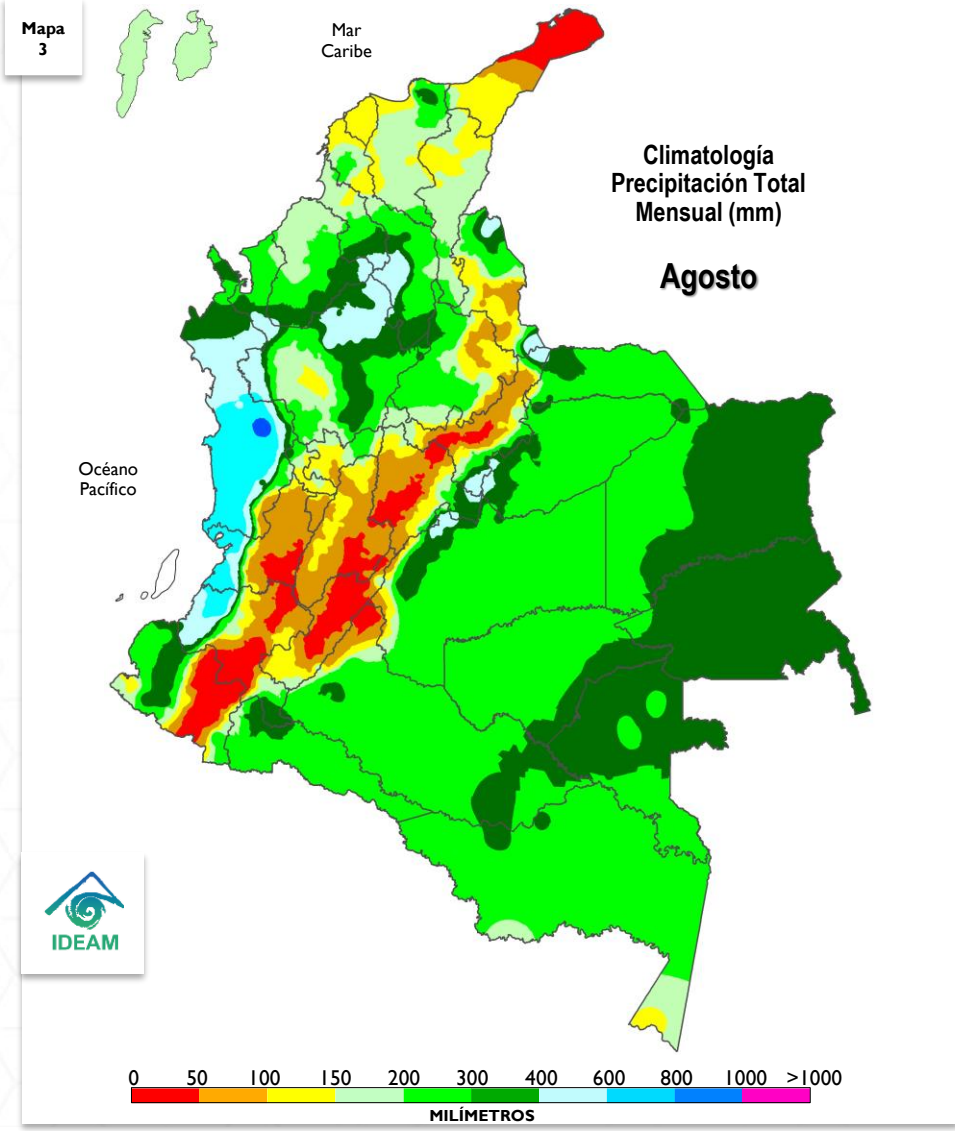 Mapa
3
Mar
Caribe
Climatología
Precipitación Total
Mensual (mm)
Agosto
Océano
Pacífico
IDEAM
0 50 100 150 200 300 400 600 800 1000 >1000
MILÍMETROS